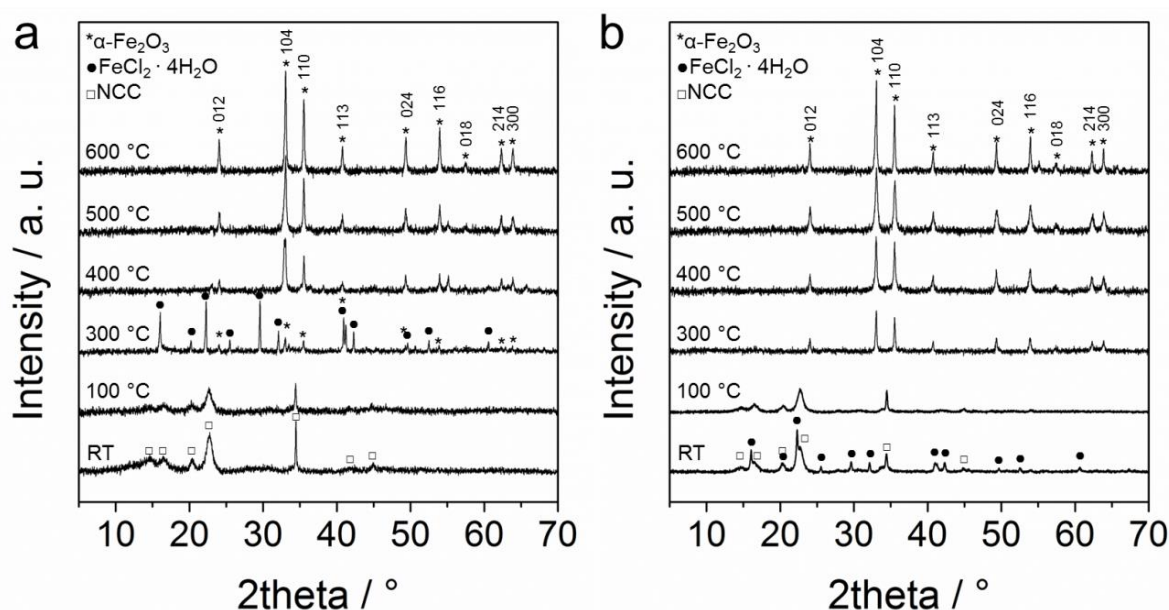 a
*α-Fe₂O₃
●FeCl₂ · 4H₂O
□NCC
012
* 104
110
113
024
116
018
214
300
600 °C
500 °C
400 °C
300 °C
100 °C
RT
Intensity / a. u.
10 20 30 40 50 60 70
2theta / °
b
*α-Fe₂O₃
●FeCl₂ · 4H₂O
□NCC
012
* 104
110
113
024
116
018
214
300
600 °C
500 °C
400 °C
300 °C
100 °C
RT
Intensity / a. u.
10 20 30 40 50 60 70
2theta / °